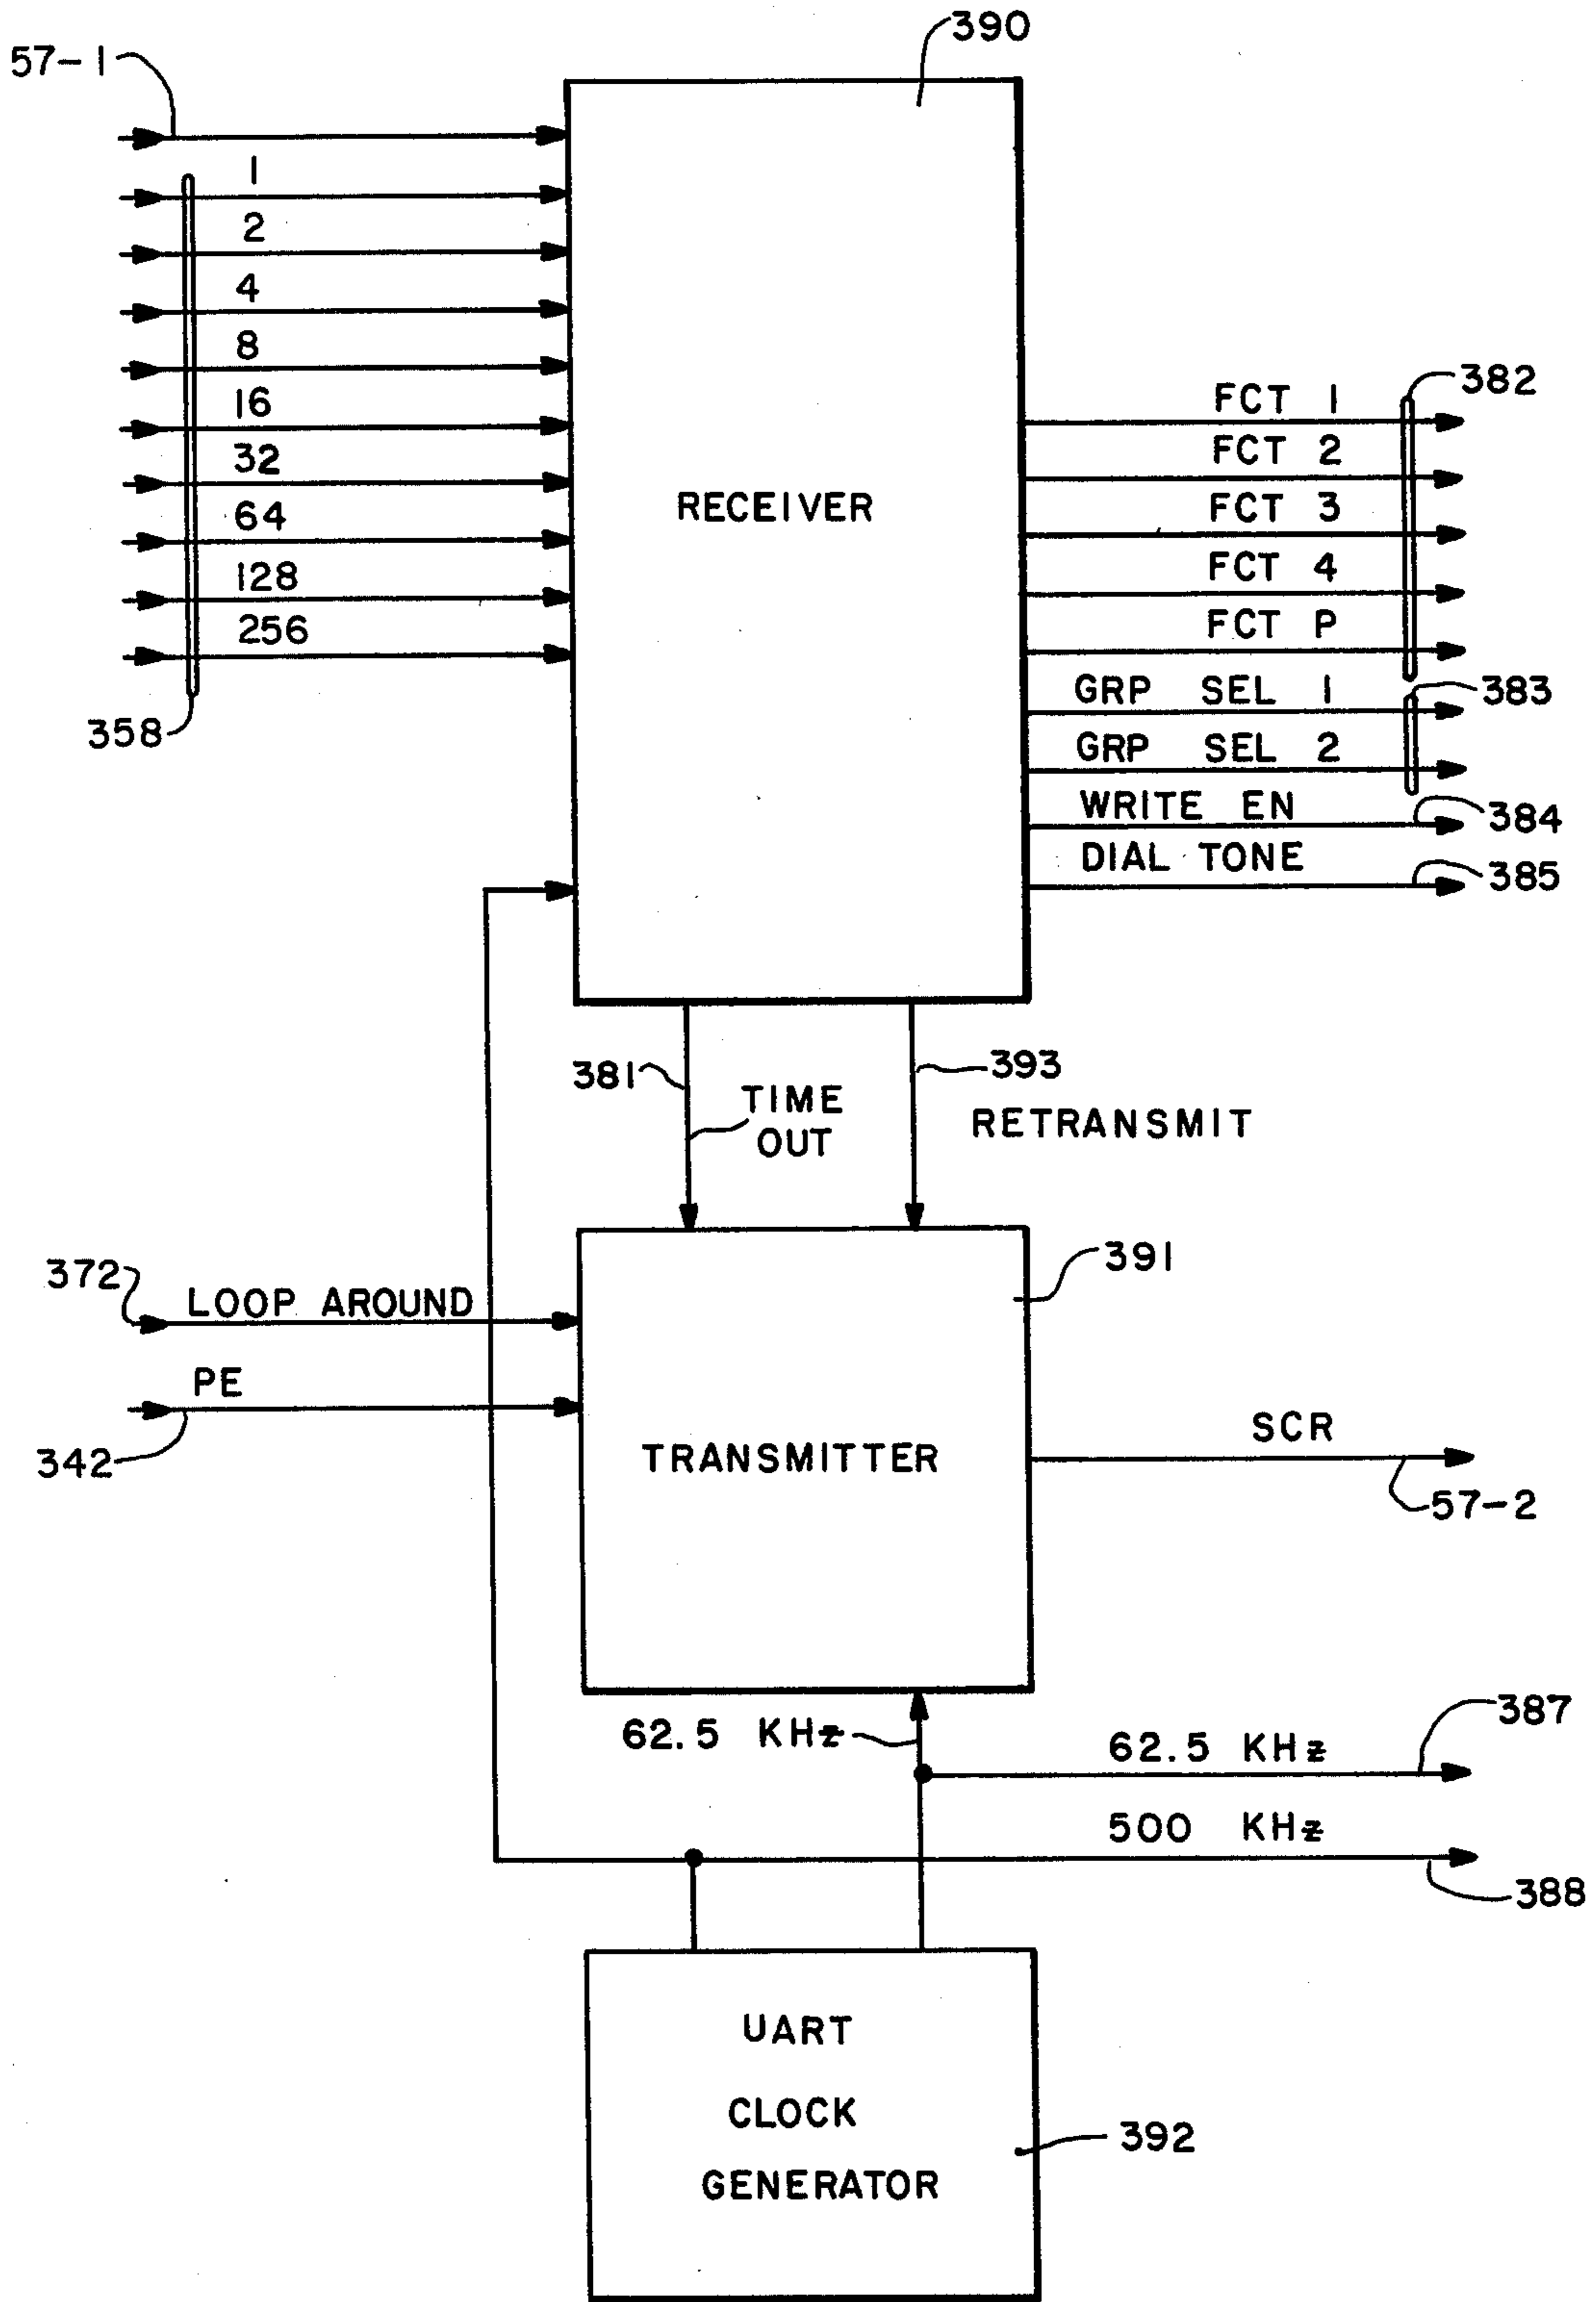 390
57-1
1
2
4
8
16
32
64
128
256
358
RECEIVER
FCT 1
382
FCT 2
FCT 3
FCT 4
FCT P
GRP SEL 1
383
GRP SEL 2
WRITE EN
384
DIAL TONE
385
381
TIME
OUT
393
RETRANSMIT
391
372
LOOP AROUND
PE
342
TRANSMITTER
SCR
57-2
62.5 KHz
62.5 KHz
387
500 KHz
388
UART
CLOCK
GENERATOR
392